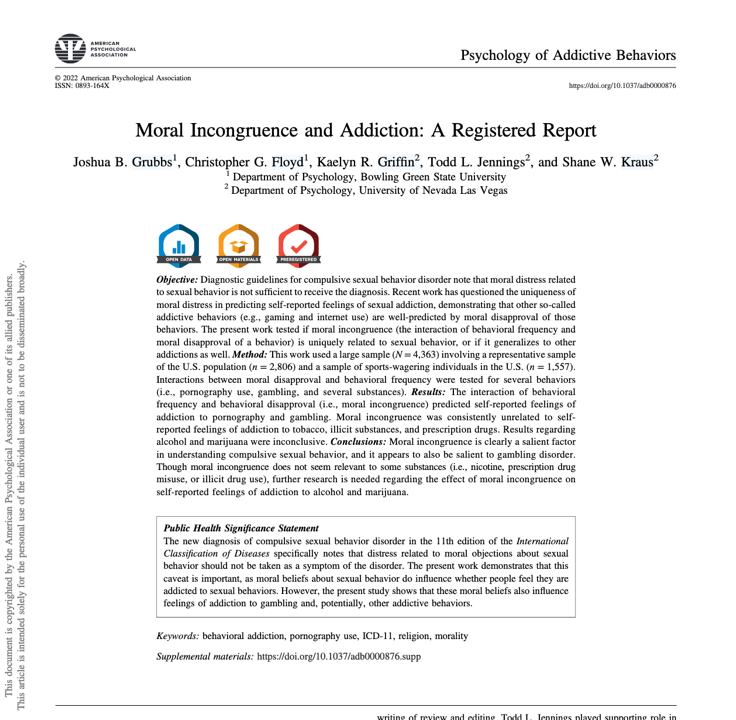 AMERICAN
PSYCHOLOGICAL
ASSOCIATION
Psychology of Addictive Behaviors
© 2022 American Psychological Association
ISSN: 0893-164X
https://doi.org/10.1037/adb0000876
Moral Incongruence and Addiction: A Registered Report
Joshua B. Grubbs1, Christopher G. Floyd1, Kaelyn R. Griffin2, Todd L. Jennings2, and Shane W. Kraus2
1 Department of Psychology, Bowling Green State University
2 Department of Psychology, University of Nevada Las Vegas
OPEN DATA
OPEN MATERIALS
PREREGISTERED
Objective: Diagnostic guidelines for compulsive sexual behavior disorder note that moral distress related
to sexual behavior is not sufficient to receive the diagnosis. Recent work has questioned the uniqueness of
moral distress in predicting self-reported feelings of sexual addiction, demonstrating that other so-called
addictive behaviors (e.g., gaming and internet use) are well-predicted by moral disapproval of those
behaviors. The present work tested if moral incongruence (the interaction of behavioral frequency and
moral disapproval of a behavior) is uniquely related to sexual behavior, or if it generalizes to other
addictions as well. Method: This work used a large sample (N = 4,363) involving a representative sample
of the U.S. population (n = 2,806) and a sample of sports-wagering individuals in the U.S. (n = 1,557).
Interactions between moral disapproval and behavioral frequency were tested for several behaviors
(i.e., pornography use, gambling, and several substances). Results: The interaction of behavioral
frequency and behavioral disapproval (i.e., moral incongruence) predicted self-reported feelings of
addiction to pornography and gambling. Moral incongruence was consistently unrelated to self-
reported feelings of addiction to tobacco, illicit substances, and prescription drugs. Results regarding
alcohol and marijuana were inconclusive. Conclusions: Moral incongruence is clearly a salient factor
in understanding compulsive sexual behavior, and it appears to also be salient to gambling disorder.
Though moral incongruence does not seem relevant to some substances (i.e., nicotine, prescription drug
misuse, or illicit drug use), further research is needed regarding the effect of moral incongruence on
self-reported feelings of addiction to alcohol and marijuana.
Public Health Significance Statement
The new diagnosis of compulsive sexual behavior disorder in the 11th edition of the International
Classification of Diseases specifically notes that distress related to moral objections about sexual
behavior should not be taken as a symptom of the disorder. The present work demonstrates that this
caveat is important, as moral beliefs about sexual behavior do influence whether people feel they are
addicted to sexual behaviors. However, the present study shows that these moral beliefs also influence
feelings of addiction to gambling and, potentially, other addictive behaviors.
Keywords: behavioral addiction, pornography use, ICD-11, religion, morality
Supplemental materials: https://doi.org/10.1037/adb0000876.supp
This document is copyrighted by the American Psychological Association or one of its allied publishers.
This article is intended solely for the personal use of the individual user and is not to be disseminated broadly.
writing of review and editing. Todd L. Jennings played supporting role in